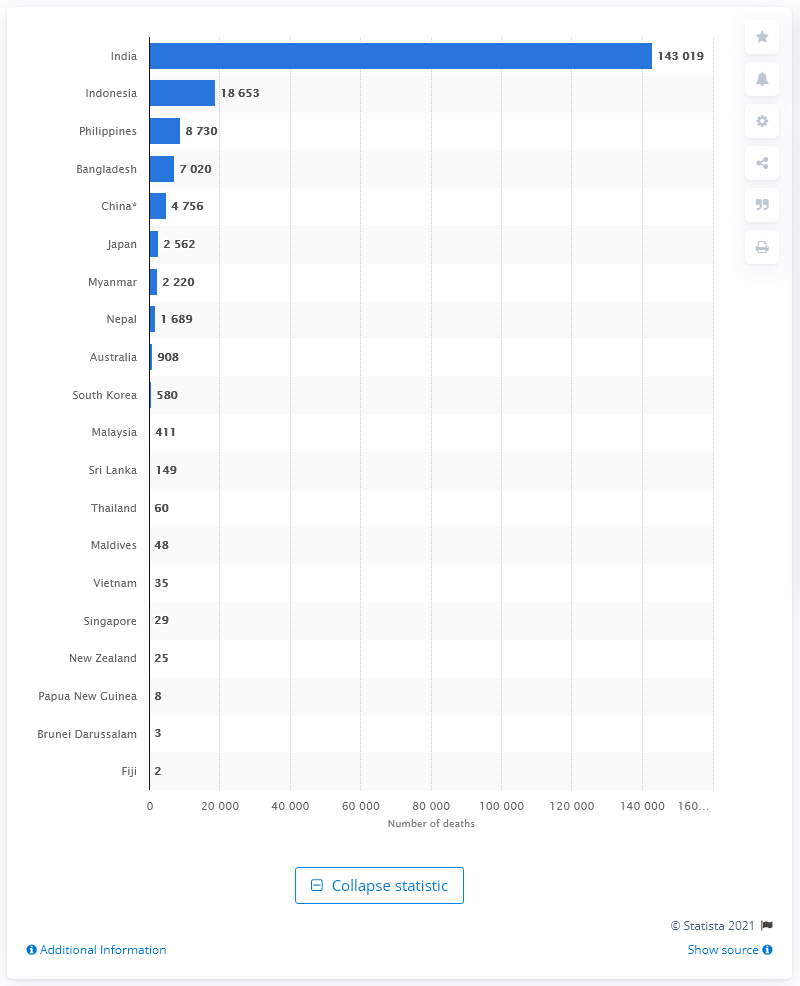 India 143 019
Indonesia 18 653
Philippines 8 730
Bangladesh 7 020
China* 4 756
Japan 2 562
Myanmar 2 220
Nepal 1 689
Australia 908
South Korea 580
Malaysia 411
Sri Lanka 149
Thailand 60
Maldives 48
Vietnam 35
Singapore 29
New Zealand 25
Papua New Guinea 8
Brunei Darussalam 3
Fiji 2
0 20 000 40 000 60 000 80 000 100 000 120 000 140 000 160…
Number of deaths
Collapse statistic
© Statista 2021
Additional Information Show source